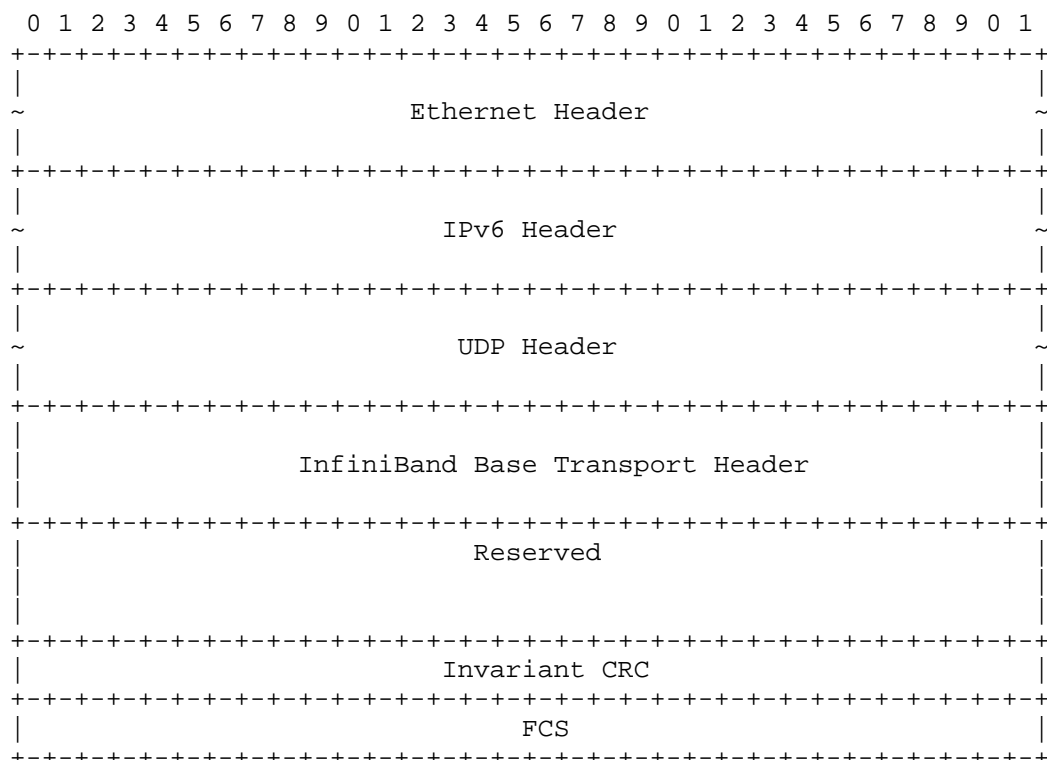 0 1 2 3 4 5 6 7 8 9 0 1 2 3 4 5 6 7 8 9 0 1 2 3 4 5 6 7 8 9 0 1
+-+-+-+-+-+-+-+-+-+-+-+-+-+-+-+-+-+-+-+-+-+-+-+-+-+-+-+-+-+-+-+-+
| |
~ Ethernet Header ~
| |
+-+-+-+-+-+-+-+-+-+-+-+-+-+-+-+-+-+-+-+-+-+-+-+-+-+-+-+-+-+-+-+-+
| |
~ IPv6 Header ~
| |
+-+-+-+-+-+-+-+-+-+-+-+-+-+-+-+-+-+-+-+-+-+-+-+-+-+-+-+-+-+-+-+-+
| |
~ UDP Header ~
| |
+-+-+-+-+-+-+-+-+-+-+-+-+-+-+-+-+-+-+-+-+-+-+-+-+-+-+-+-+-+-+-+-+
| |
| InfiniBand Base Transport Header |
| |
+-+-+-+-+-+-+-+-+-+-+-+-+-+-+-+-+-+-+-+-+-+-+-+-+-+-+-+-+-+-+-+-+
| Reserved |
| |
| |
+-+-+-+-+-+-+-+-+-+-+-+-+-+-+-+-+-+-+-+-+-+-+-+-+-+-+-+-+-+-+-+-+
| Invariant CRC |
+-+-+-+-+-+-+-+-+-+-+-+-+-+-+-+-+-+-+-+-+-+-+-+-+-+-+-+-+-+-+-+-+
| FCS |
+-+-+-+-+-+-+-+-+-+-+-+-+-+-+-+-+-+-+-+-+-+-+-+-+-+-+-+-+-+-+-+-+